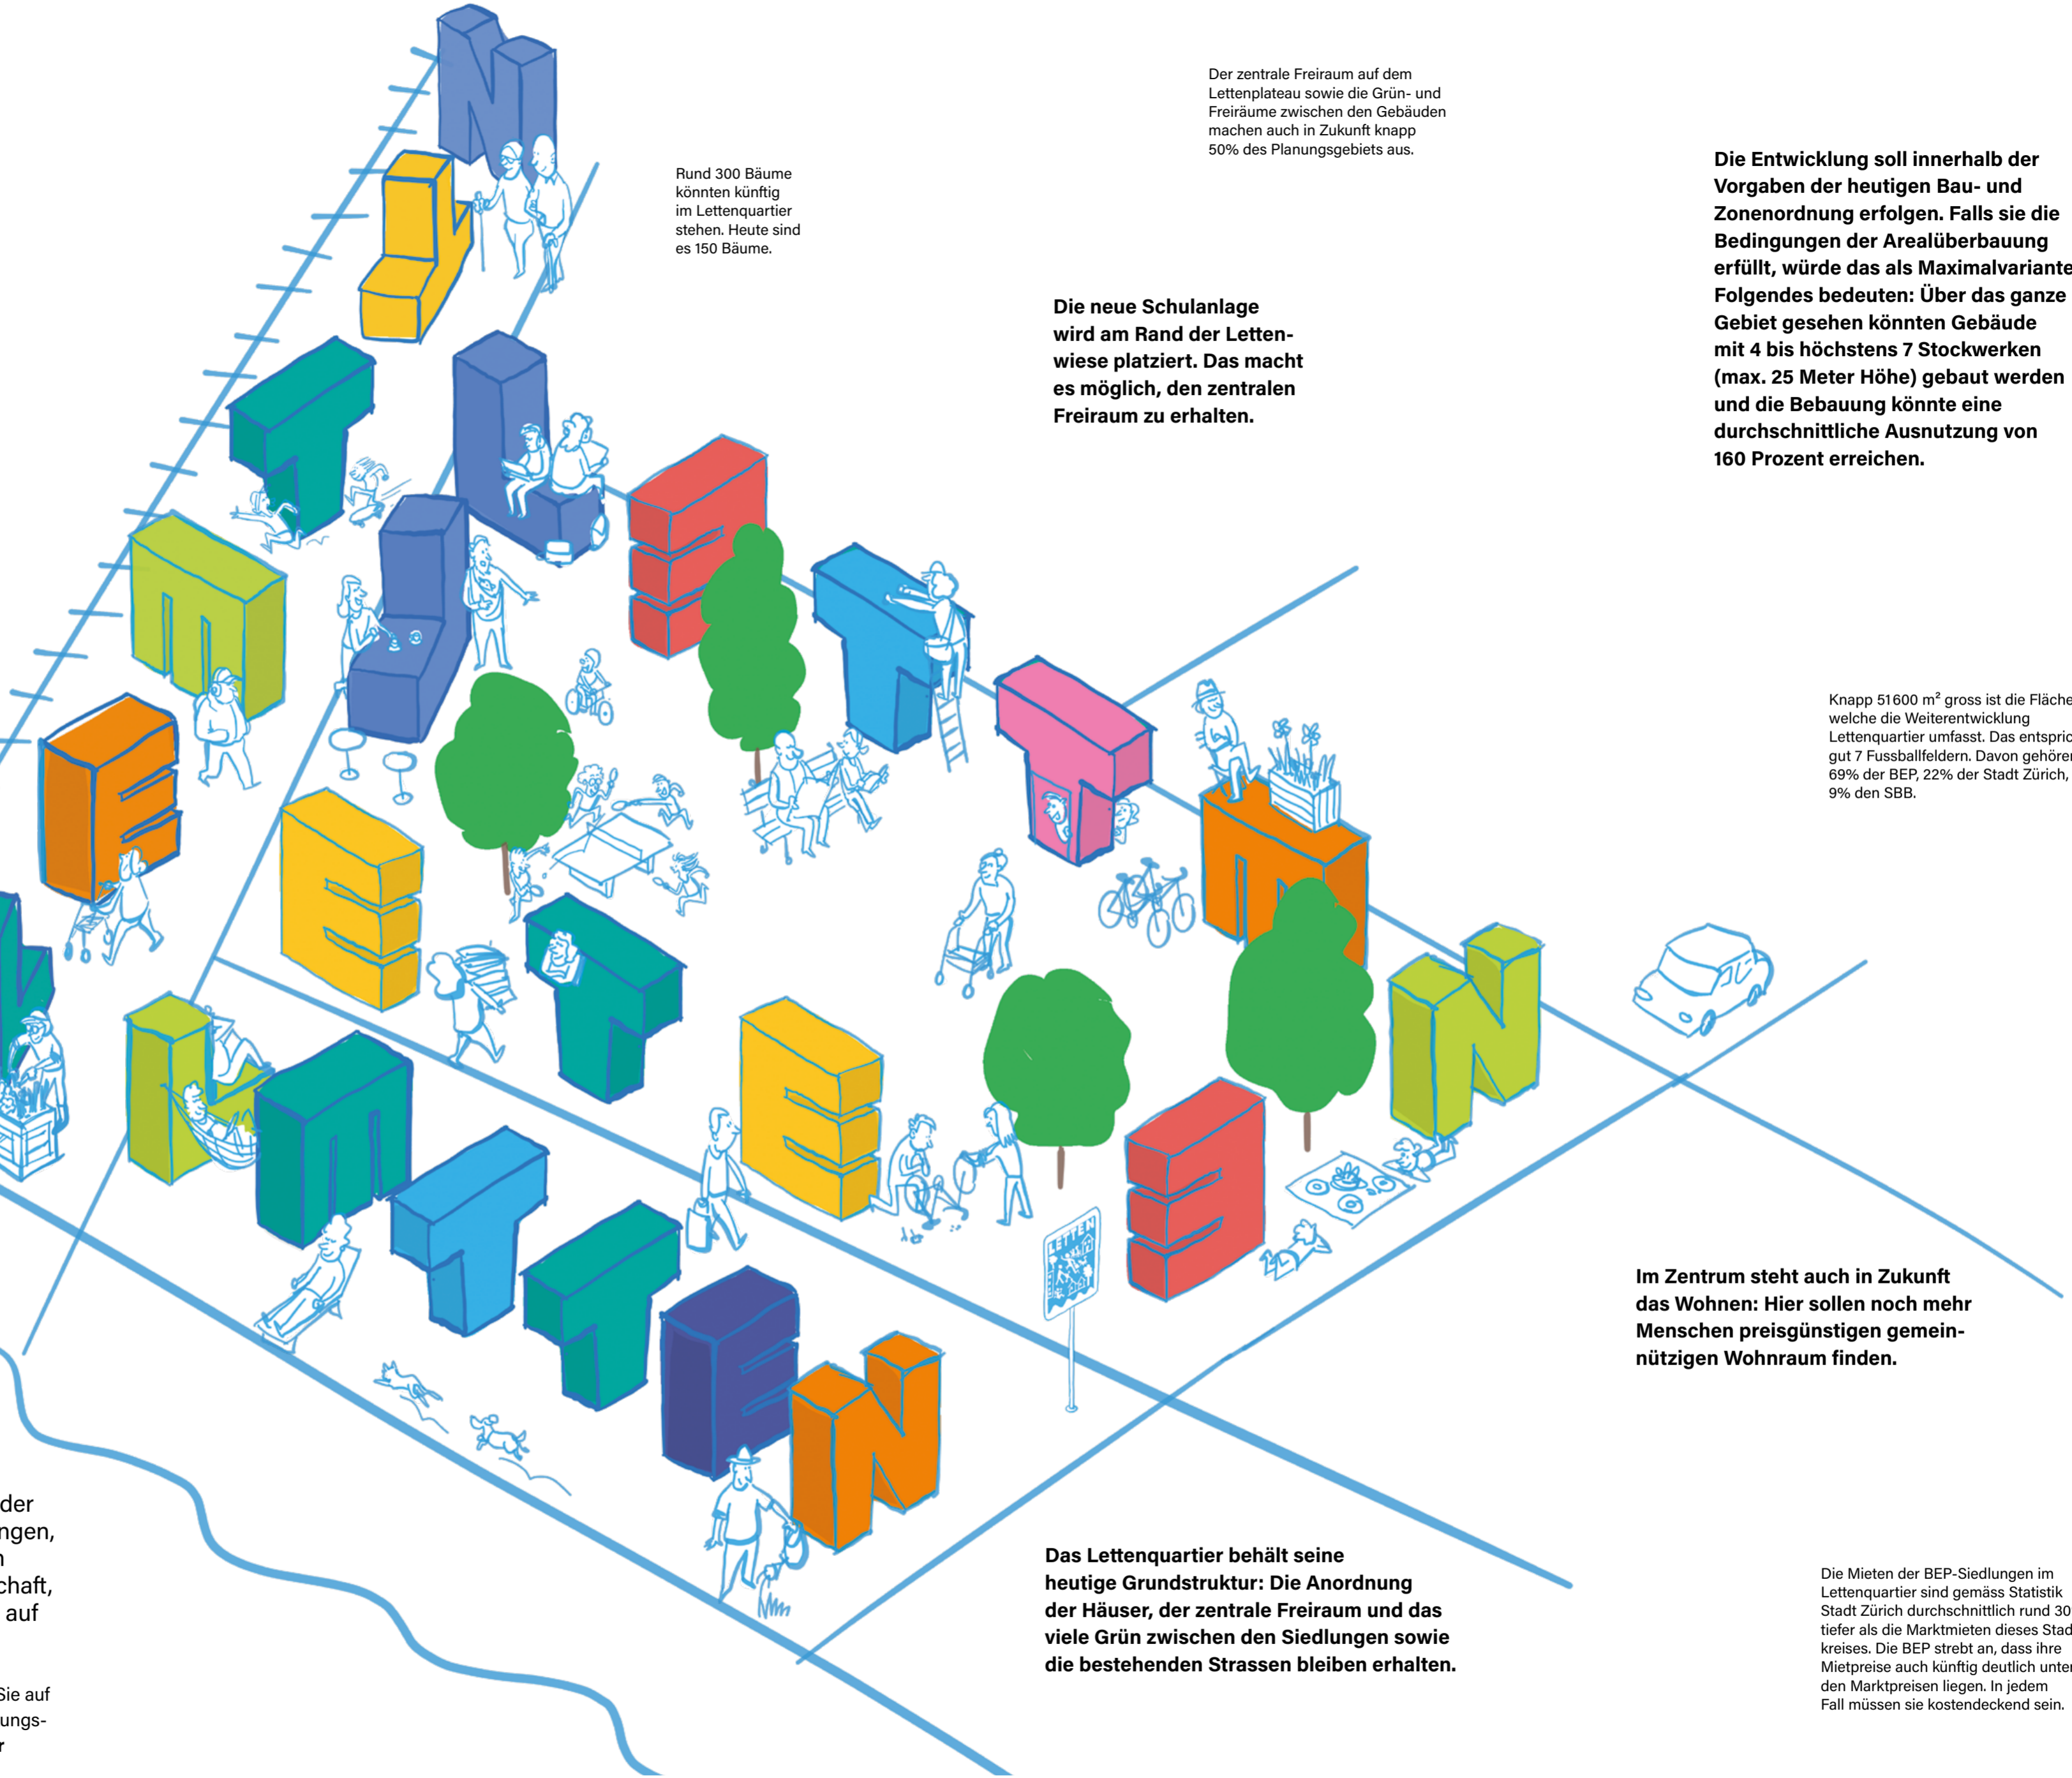 Der zentrale Freiraum auf dem
Lettenplateau sowie die Grün- und
Freiräume zwischen den Gebäuden
machen auch in Zukunft knapp
50% des Planungsgebiets aus.
Rund 300 Bäume
könnten künftig
im Lettenquartier
stehen. Heute sind
es 150 Bäume.
Die Entwicklung soll innerhalb der
Vorgaben der heutigen Bau- und
Zonenordnung erfolgen. Falls sie die
Bedingungen der Arealüberbauung
erfüllt, würde das als Maximalvariante
Folgendes bedeuten: Über das ganze
Gebiet gesehen könnten Gebäude
mit 4 bis höchstens 7 Stockwerken
(max. 25 Meter Höhe) gebaut werden
und die Bebauung könnte eine
durchschnittliche Ausnutzung von
160 Prozent erreichen.
Die neue Schulanlage
wird am Rand der Letten-
wiese platziert. Das macht
es möglich, den zentralen
Freiraum zu erhalten.
Knapp 51600 m² gross ist die Fläche
welche die Weiterentwicklung
Lettenquartier umfasst. Das entspric
gut 7 Fussballfeldern. Davon gehören
69% der BEP, 22% der Stadt Zürich,
9% den SBB.
LETTEN
LETTEN
LETTEN
LETTEN
Im Zentrum steht auch in Zukunft
das Wohnen: Hier sollen noch mehr
Menschen preisgünstigen gemein-
nützigen Wohnraum finden.
Das Lettenquartier behält seine
heutige Grundstruktur: Die Anordnung
der Häuser, der zentrale Freiraum und das
viele Grün zwischen den Siedlungen sowie
die bestehenden Strassen bleiben erhalten.
Die Mieten der BEP-Siedlungen im
Lettenquartier sind gemäss Statistik
Stadt Zürich durchschnittlich rund 30
tiefer als die Marktmieten dieses Stad
kreises. Die BEP strebt an, dass ihre
Mietpreise auch künftig deutlich unter
den Marktpreisen liegen. In jedem
Fall müssen sie kostendeckend sein.
der
ngen,
n
chaft,
auf
Sie auf
ungs-
r